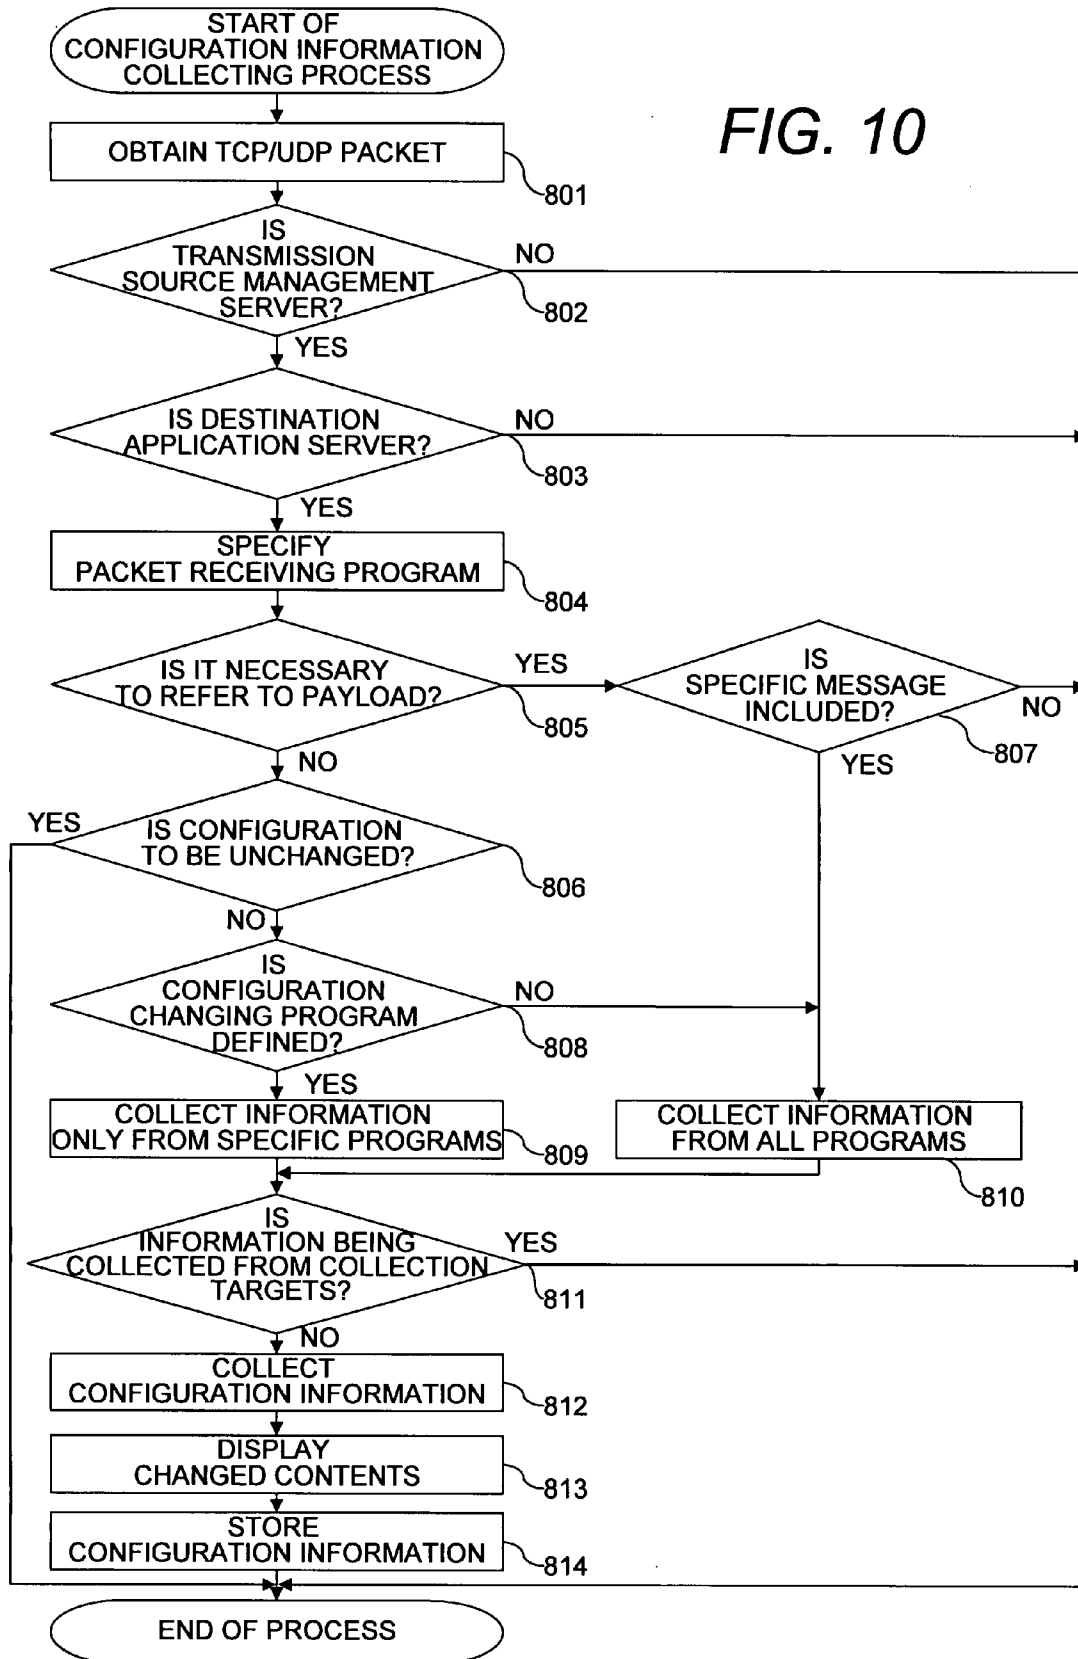 START OF
CONFIGURATION INFORMATION
COLLECTING PROCESS
FIG. 10
OBTAIN TCP/UDP PACKET
801
IS
TRANSMISSION
SOURCE MANAGEMENT
SERVER?
NO
802
YES
IS DESTINATION
APPLICATION SERVER?
NO
803
YES
SPECIFY
PACKET RECEIVING PROGRAM
804
IS IT NECESSARY
TO REFER TO PAYLOAD?
YES
805
IS
SPECIFIC MESSAGE
INCLUDED?
NO
807
YES
NO
YES
IS CONFIGURATION
TO BE UNCHANGED?
806
NO
IS
CONFIGURATION
CHANGING PROGRAM
DEFINED?
NO
808
YES
COLLECT INFORMATION
ONLY FROM SPECIFIC PROGRAMS
809
COLLECT INFORMATION
FROM ALL PROGRAMS
810
IS
INFORMATION BEING
COLLECTED FROM COLLECTION
TARGETS?
YES
811
NO
COLLECT
CONFIGURATION INFORMATION
812
DISPLAY
CHANGED CONTENTS
813
STORE
CONFIGURATION INFORMATION
814
END OF PROCESS